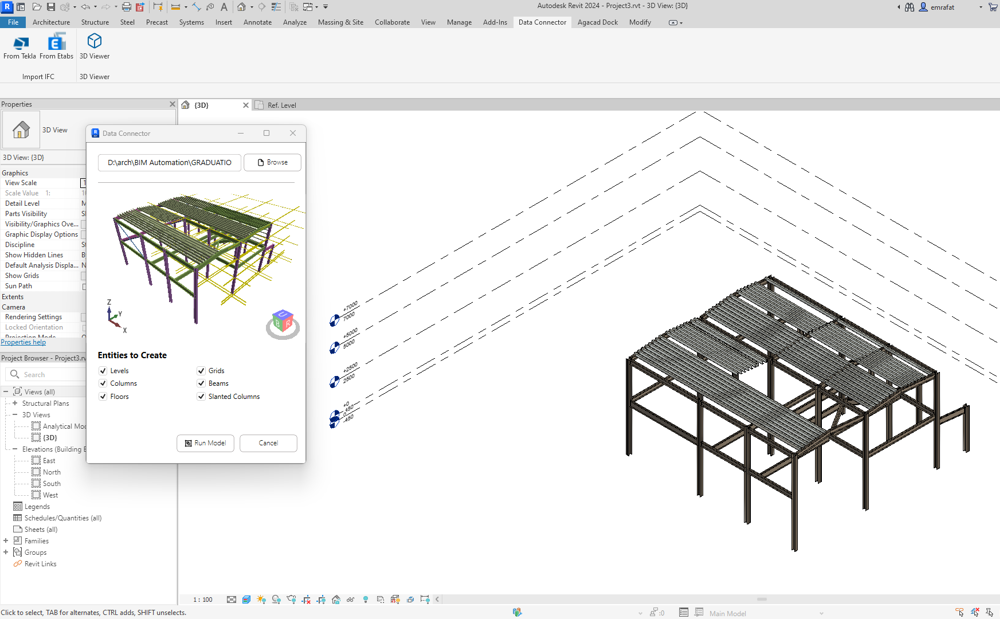 Autodesk Revit 2024 - Project3.rvt - 3D View: {3D}
emrafat
File Architecture Structure Steel Precast Systems Insert Annotate Analyze Massing & Site Collaborate View Manage Add-Ins Data Connector Agacad Dock Modify
From Tekla From Etabs 3D Viewer
Import IFC 3D Viewer
Properties
{3D}
Ref. Level
3D View
3D View: {3D}
Graphics
View Scale
Scale Value 1:
Detail Level
Parts Visibility
Visibility/Graphics Ove...
Graphic Display Options
Discipline
Show Hidden Lines
Default Analysis Displa...
Show Grids
Sun Path
Extents
Camera
Rendering Settings
Locked Orientation
Properties help
Project Browser - Project3.rv
Search
Views (all)
Structural Plans
3D Views
Analytical Mod
{3D}
Elevations (Building E
East
North
South
West
Legends
Schedules/Quantities (all)
Sheets (all)
Families
Groups
Revit Links
Data Connector
D:\arch\BIM Automation\GRADUATIO
Browse
Z
Y
X
Entities to Create
Levels Grids
Columns Beams
Floors Slanted Columns
Run Model Cancel
+7000
7000
+5000
5000
+2500
2500
+0
-450
1 : 100
Click to select, TAB for alternates, CTRL adds, SHIFT unselects.
:0
Main Model